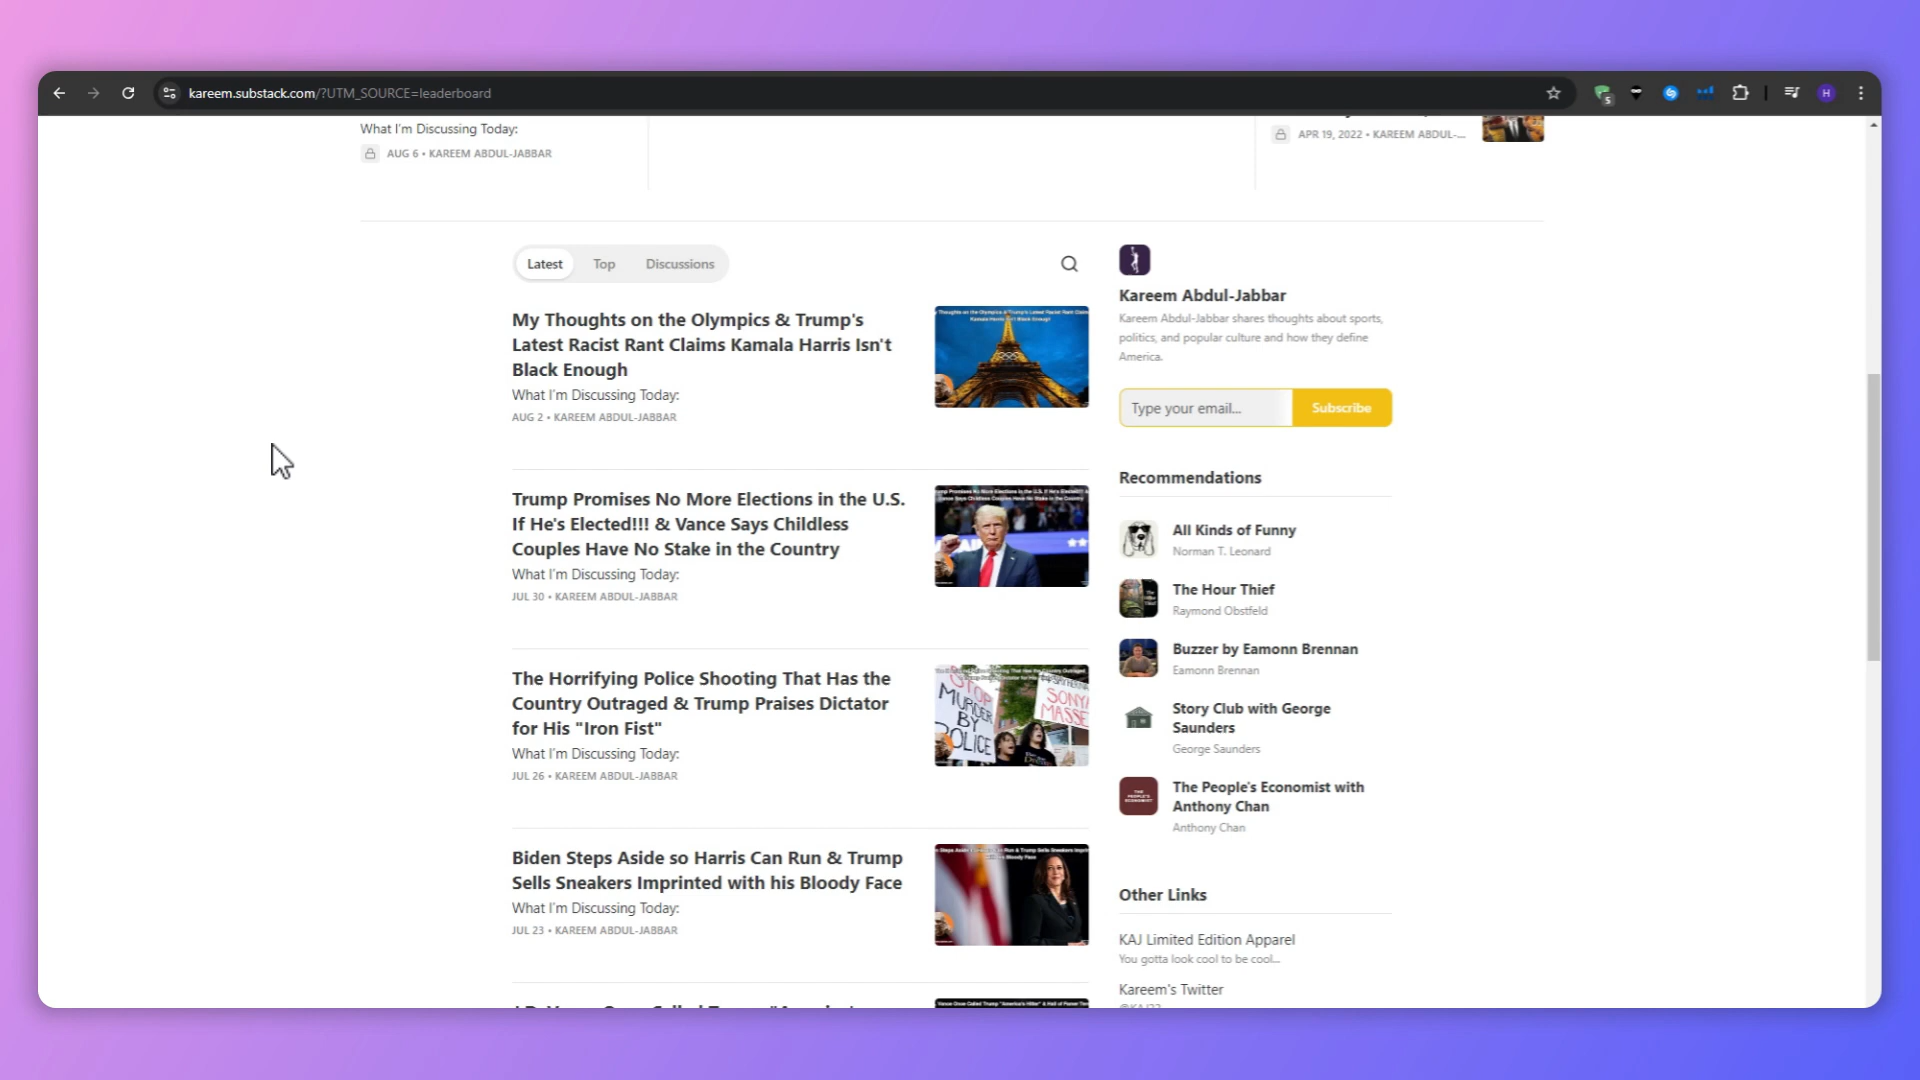 kareem.substack.com/?UTM_SOURCE=leaderboard
5
H
What I'm Discussing Today:
AUG 6 • KAREEM ABDUL-JABBAR
APR 19, 2022 • KAREEM ABDUL-...
Latest
Top
Discussions
My Thoughts on the Olympics & Trump's
Latest Racist Rant Claims Kamala Harris Isn't
Black Enough
What I'm Discussing Today:
AUG 2 • KAREEM ABDUL-JABBAR
Trump Promises No More Elections in the U.S.
If He's Elected!!! & Vance Says Childless
Couples Have No Stake in the Country
What I'm Discussing Today:
JUL 30 • KAREEM ABDUL-JABBAR
The Horrifying Police Shooting That Has the
Country Outraged & Trump Praises Dictator
for His "Iron Fist"
What I'm Discussing Today:
JUL 26 • KAREEM ABDUL-JABBAR
STOP
MURDER
BY
POLICE
SONYA
MASSE
Biden Steps Aside so Harris Can Run & Trump
Sells Sneakers Imprinted with his Bloody Face
What I'm Discussing Today:
JUL 23 • KAREEM ABDUL-JABBAR
Kareem Abdul-Jabbar
Kareem Abdul-Jabbar shares thoughts about sports,
politics, and popular culture and how they define
America.
Type your email...
Subscribe
Recommendations
All Kinds of Funny
Norman T. Leonard
The Hour Thief
Raymond Obstfeld
Buzzer by Eamonn Brennan
Eamonn Brennan
Story Club with George
Saunders
George Saunders
THE
PEOPLE'S
ECONOMIST
The People's Economist with
Anthony Chan
Anthony Chan
Other Links
KAJ Limited Edition Apparel
You gotta look cool to be cool...
Kareem's Twitter